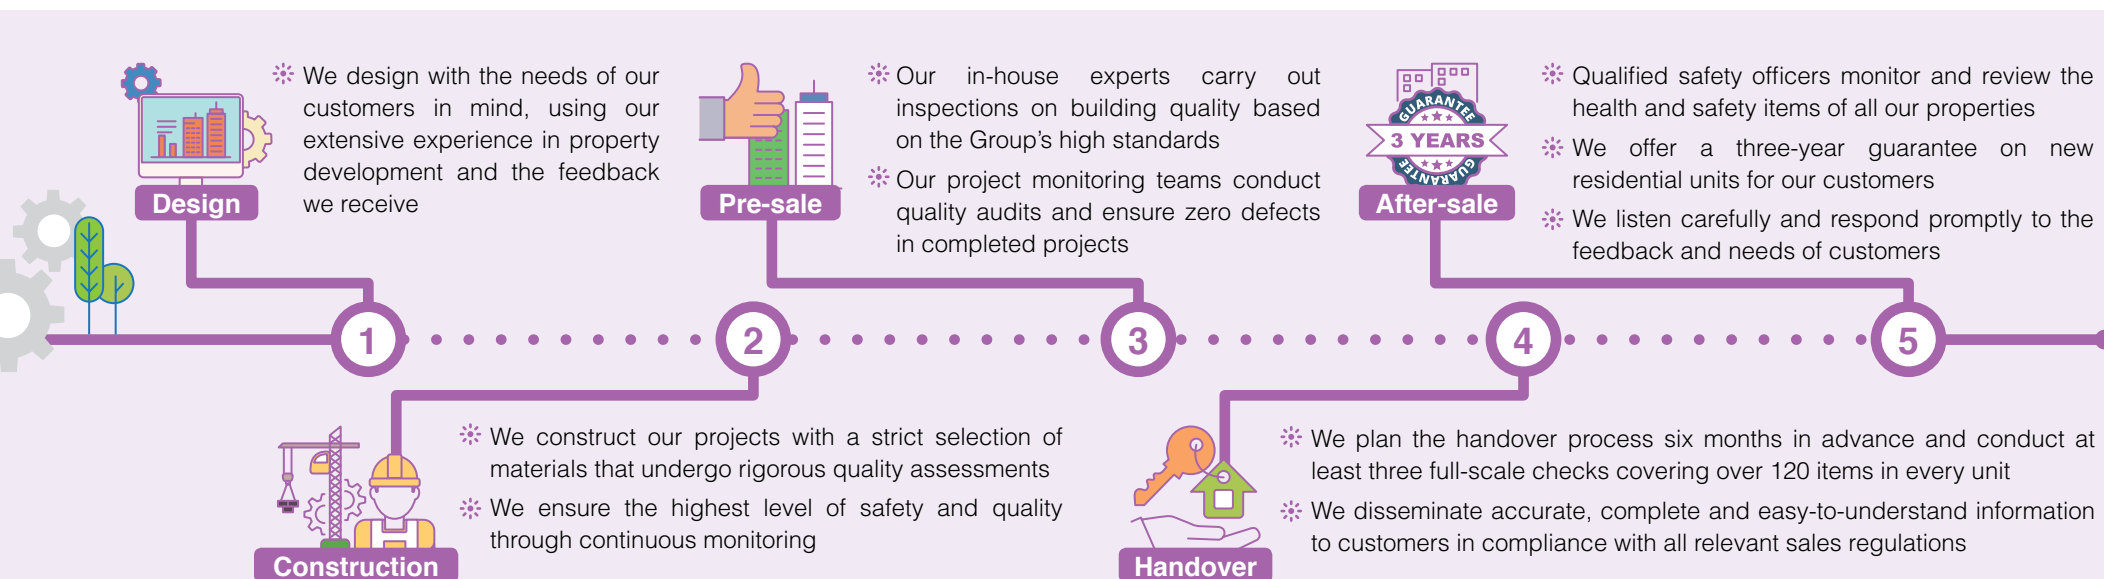 We design with the needs of our
customers in mind, using our
extensive experience in property
development and the feedback
we receive
Design
Our in-house experts carry out
inspections on building quality based
on the Group's high standards
Our project monitoring teams conduct
quality audits and ensure zero defects
in completed projects
Pre-sale
GUARANTEE
3 YEARS
GUARANTEE
After-sale
Qualified safety officers monitor and review the
health and safety items of all our properties
We offer a three-year guarantee on new
residential units for our customers
We listen carefully and respond promptly to the
feedback and needs of customers
1
2
3
4
5
Construction
We construct our projects with a strict selection of
materials that undergo rigorous quality assessments
We ensure the highest level of safety and quality
through continuous monitoring
Handover
We plan the handover process six months in advance and conduct at
least three full-scale checks covering over 120 items in every unit
We disseminate accurate, complete and easy-to-understand information
to customers in compliance with all relevant sales regulations